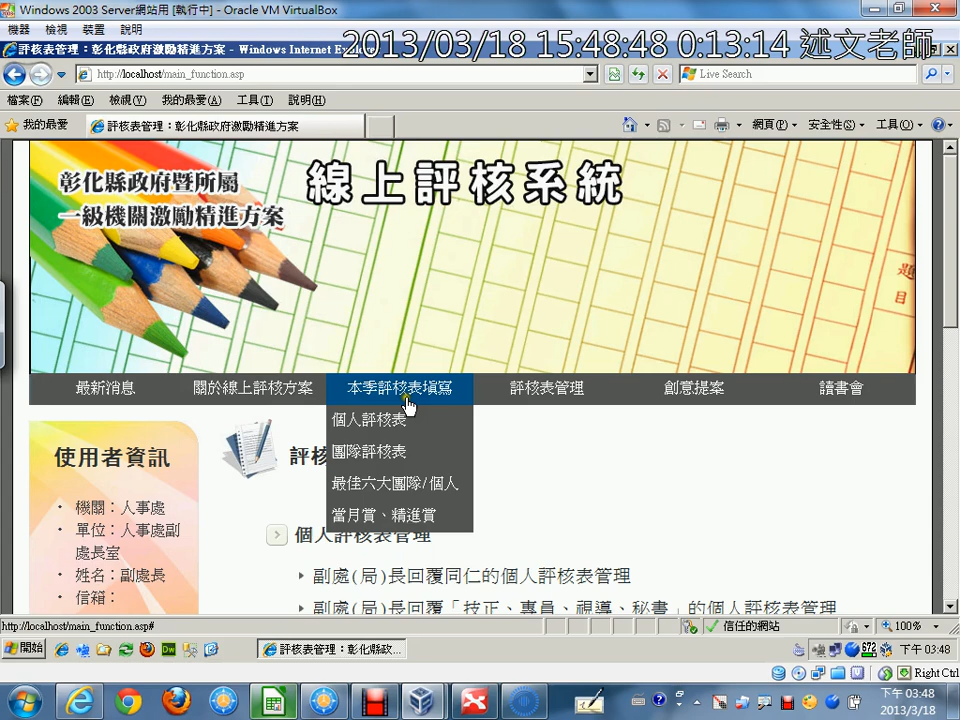 Windows 2003 Server網站用 [執行中] - Oracle VM VirtualBox
機器 檢視 裝置 說明
評核表管理：彰化縣政府激勵精進方案 - Windows Internet Explorer
2013/03/18 15:48:48 0:13:14 述文老師
http://localhost/main_function.asp
Live Search
檔案(F) 編輯(E) 檢視(V) 我的最愛(A) 工具(T) 說明(H)
我的最愛
評核表管理：彰化縣政府激勵精進方案
網頁(P) 安全性(S) 工具(O)
彰化縣政府暨所屬
一級機關激勵精進方案
線上評核系統
題
目
最新消息 關於線上評核方案 本季評核表填寫 評核表管理 創意提案 讀書會
個人評核表
團隊評核表
最佳六大團隊/個人
當月賞、精進賞
使用者資訊
機關：人事處
單位：人事處副
處長室
姓名：副處長
信箱：
評核
個人評核表管理
副處(局)長回覆同仁的個人評核表管理
副處(局)長回覆「技正、專員、視導、秘書」的個人評核表管理
http://localhost/main_function.asp#
信任的網站
100%
開始
評核表管理：彰化縣政...
672
下午 03:48
Right Ctrl
下午 03:48
2013/3/18